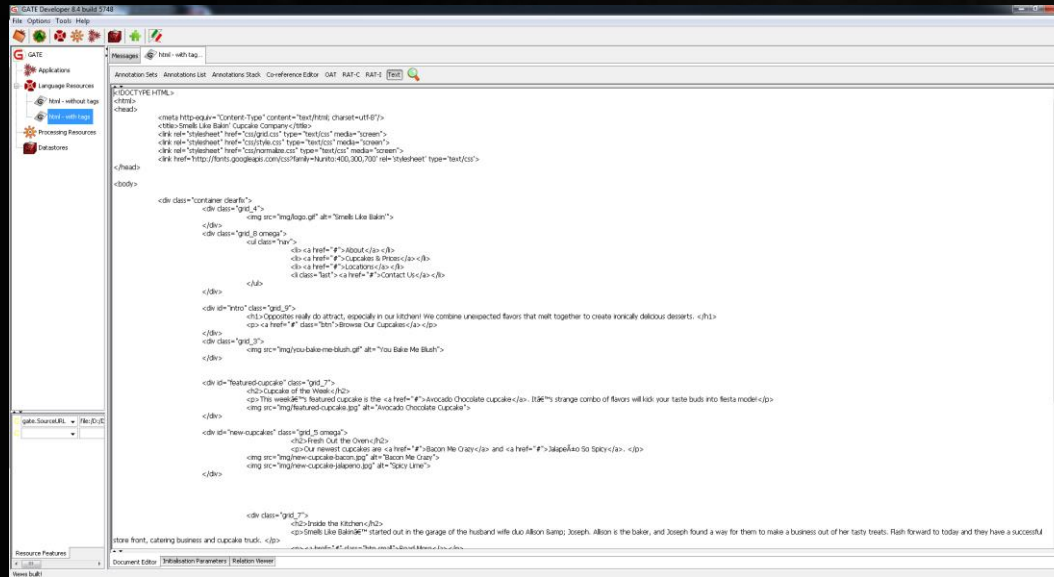 GATE Developer 8.4 build 5748
File Options Tools Help
GATE
Applications
Language Resources
html - without tags
html - with tags
Processing Resources
Datastores
gate.SourceURL file:/D:/E
Resource Features
Views built!
Messages html - with tag...
Annotation Sets Annotations List Annotations Stack Co-reference Editor OAT RAT-C RAT-I Text
<!DOCTYPE HTML>
<html>
<head>
<meta http-equiv="Content-Type" content="text/html; charset=utf-8"/>
<title>Smells Like Bakin' Cupcake Company</title>
<link rel="stylesheet" href="css/grid.css" type="text/css" media="screen">
<link rel="stylesheet" href="css/style.css" type="text/css" media="screen">
<link rel="stylesheet" href="css/normalize.css" type="text/css" media="screen">
<link href='http://fonts.googleapis.com/css?family=Nunito:400,300,700' rel='stylesheet' type='text/css'>
</head>
<body>
<div class="container clearfix">
<div class="grid_4">
<img src="img/logo.gif" alt="Smells Like Bakin'">
</div>
<div class="grid_8 omega">
<ul class="nav">
<li><a href="#">About</a></li>
<li><a href="#">Cupcakes & Prices</a></li>
<li><a href="#">Locations</a></li>
<li class="last"><a href="#">Contact Us</a></li>
</ul>
</div>
<div id="intro" class="grid_9">
<h1>Opposites really do attract, especially in our kitchen! We combine unexpected flavors that melt together to create ironically delicious desserts. </h1>
<p><a href="#" class="btn">Browse Our Cupcakes</a></p>
</div>
<div class="grid_3">
<img src="img/you-bake-me-blush.gif" alt="You Bake Me Blush">
</div>
<div id="featured-cupcake" class="grid_7">
<h2>Cupcake of the Week</h2>
<p>This weekâ€™s featured cupcake is the <a href="#">Avocado Chocolate cupcake</a>. Itâ€™s strange combo of flavors will kick your taste buds into fiesta mode!</p>
<img src="img/featured-cupcake.jpg" alt="Avocado Chocolate Cupcake">
</div>
<div id="new-cupcakes" class="grid_5 omega">
<h2>Fresh Out the Oven</h2>
<p>Our newest cupcakes are <a href="#">Bacon Me Crazy</a> and <a href="#">JalapeÃ±o So Spicy</a>. </p>
<img src="img/new-cupcake-bacon.jpg" alt="Bacon Me Crazy">
<img src="img/new-cupcake-jalapeno.jpg" alt="Spicy Lime">
</div>
<div class="grid_7">
<h2>Inside the Kitchen</h2>
<p>Smells Like Bakinâ€™ started out in the garage of the husband wife duo Allison &amp; Joseph. Allison is the baker, and Joseph found a way for them to make a business out of her tasty treats. Flash forward to today and they have a successful
store front, catering business and cupcake truck. </p>
<p><a href="#" class="btn small">Read More</a></p>
Document Editor Initialisation Parameters Relation Viewer